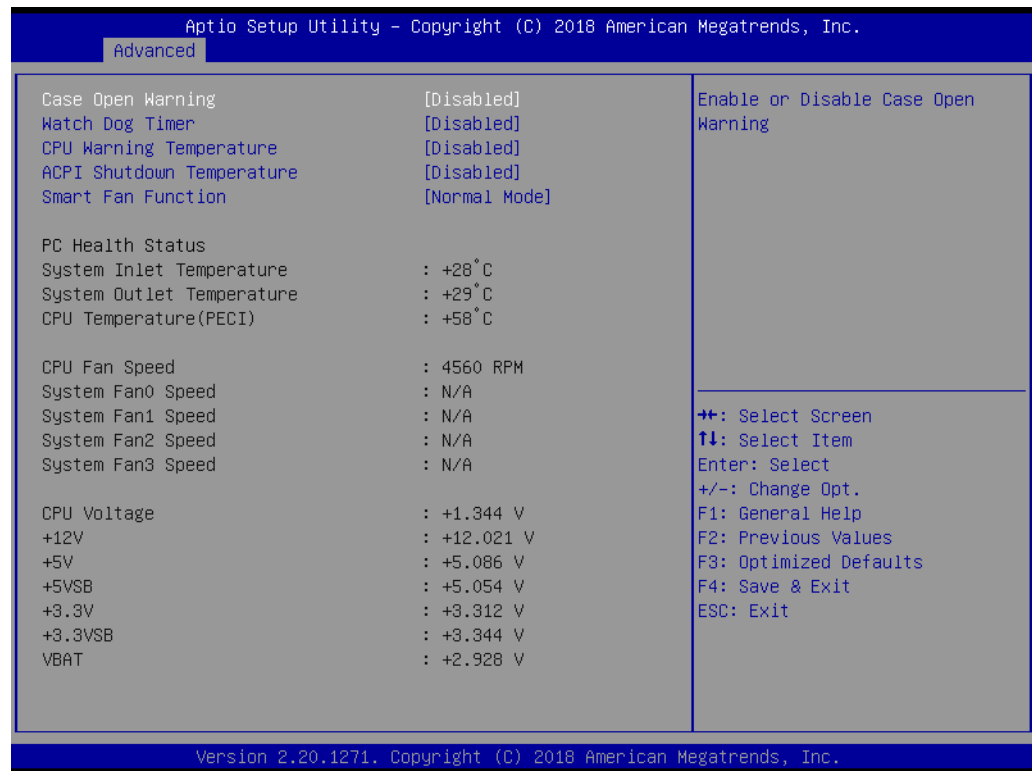 Aptio Setup Utility – Copyright (C) 2018 American Megatrends, Inc.
Advanced
Case Open Warning [Disabled]
Watch Dog Timer [Disabled]
CPU Warning Temperature [Disabled]
ACPI Shutdown Temperature [Disabled]
Smart Fan Function [Normal Mode]
PC Health Status
System Inlet Temperature : +28°C
System Outlet Temperature : +29°C
CPU Temperature(PECI) : +58°C
CPU Fan Speed : 4560 RPM
System Fan0 Speed : N/A
System Fan1 Speed : N/A
System Fan2 Speed : N/A
System Fan3 Speed : N/A
CPU Voltage : +1.344 V
+12V : +12.021 V
+5V : +5.086 V
+5VSB : +5.054 V
+3.3V : +3.312 V
+3.3VSB : +3.344 V
VBAT : +2.928 V
Enable or Disable Case Open
Warning
→←: Select Screen
↑↓: Select Item
Enter: Select
+/-: Change Opt.
F1: General Help
F2: Previous Values
F3: Optimized Defaults
F4: Save & Exit
ESC: Exit
Version 2.20.1271. Copyright (C) 2018 American Megatrends, Inc.